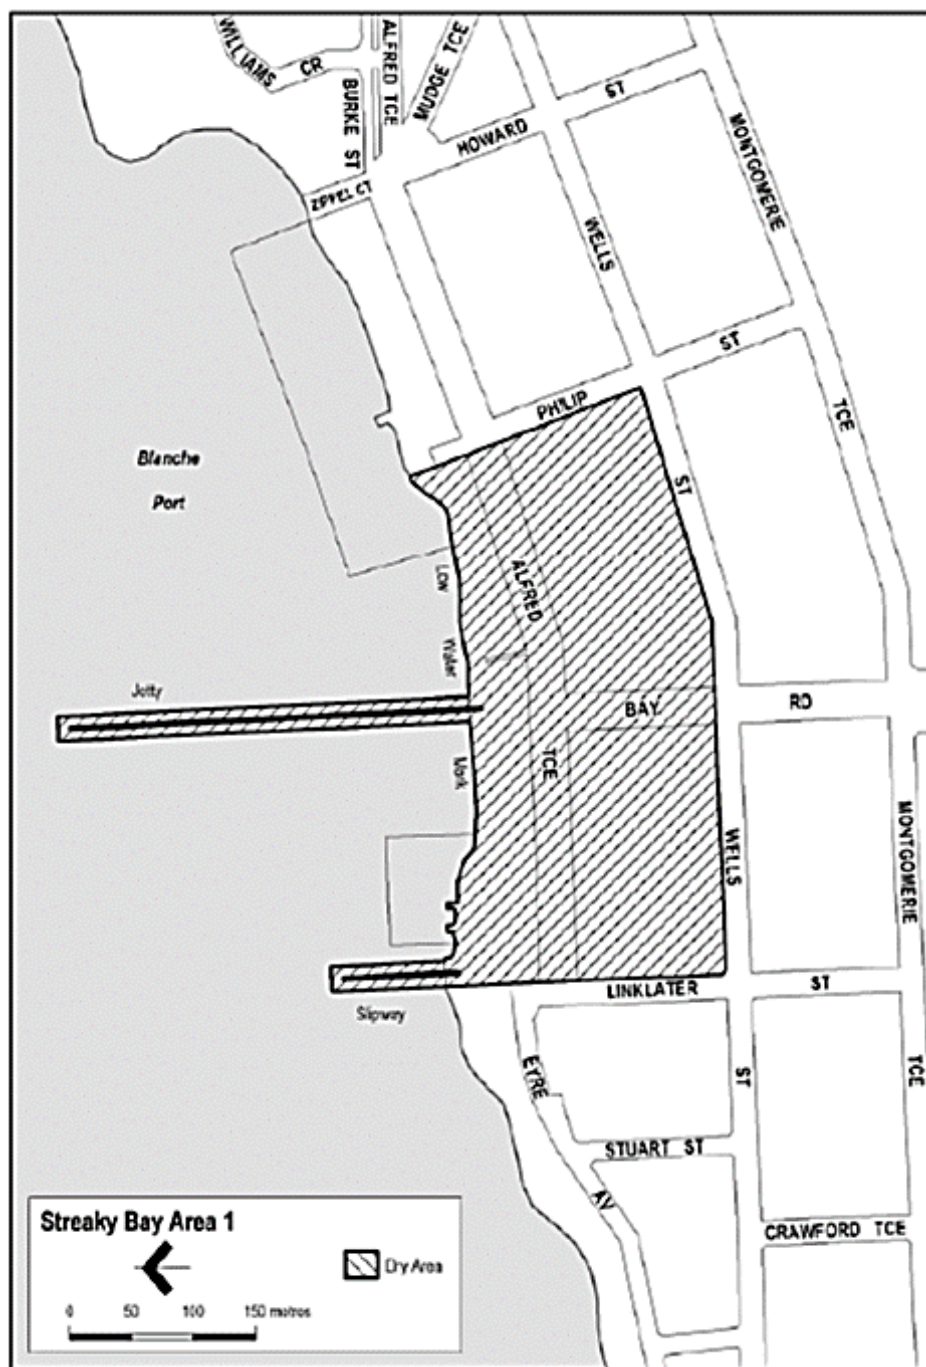 WILLIAMS CR
BURKE ST
ALFRED TCE
MUDGE TCE
HOWARD ST
MONTGOMERIE TCE
WELLS ST
PHILIP ST
Blanche
Port
ALFRED TCE
Low Water Mark
Jetty
BAY RD
WELLS ST
MONTGOMERIE TCE
LINKLATER ST
Slipway
EYRE AV
STUART ST
CRAWFORD TCE
Streaky Bay Area 1
Dry Area
0 50 100 150 metres